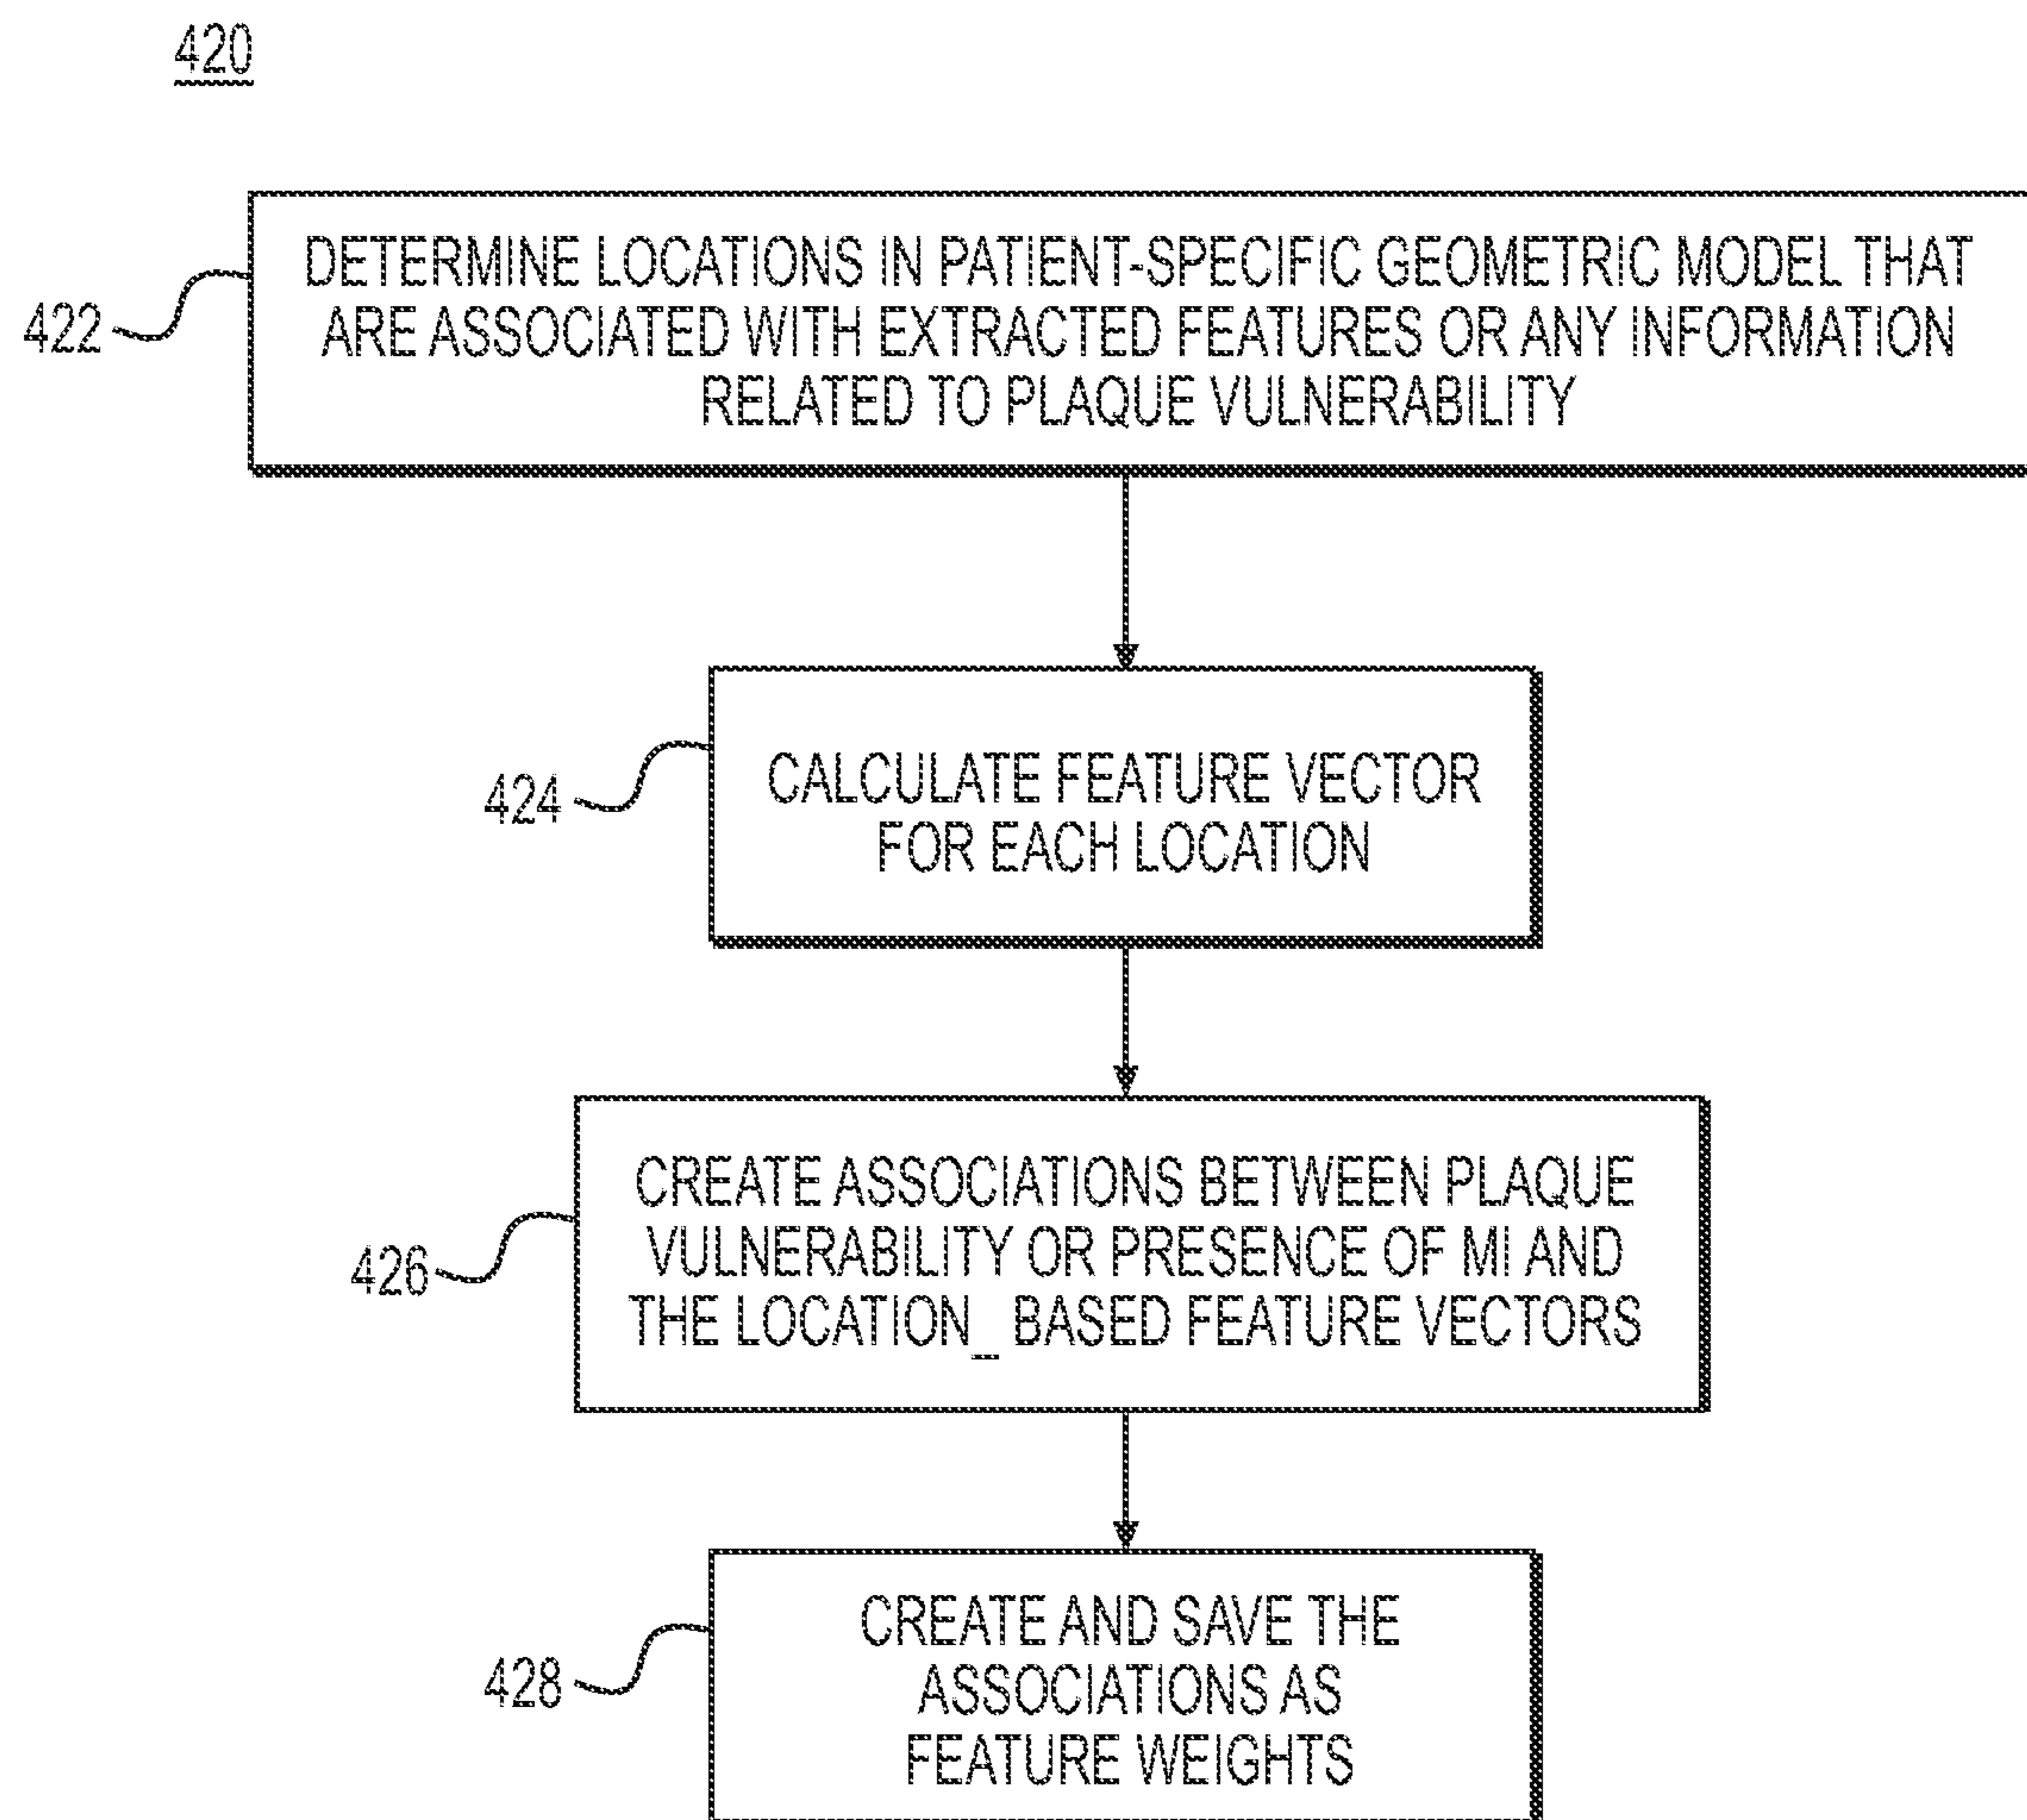 420
422
DETERMINE LOCATIONS IN PATIENT-SPECIFIC GEOMETRIC MODEL THAT
ARE ASSOCIATED WITH EXTRACTED FEATURES OR ANY INFORMATION
RELATED TO PLAQUE VULNERABILITY
424
CALCULATE FEATURE VECTOR
FOR EACH LOCATION
426
CREATE ASSOCIATIONS BETWEEN PLAQUE
VULNERABILITY OR PRESENCE OF MI AND
THE LOCATION_ BASED FEATURE VECTORS
428
CREATE AND SAVE THE
ASSOCIATIONS AS
FEATURE WEIGHTS